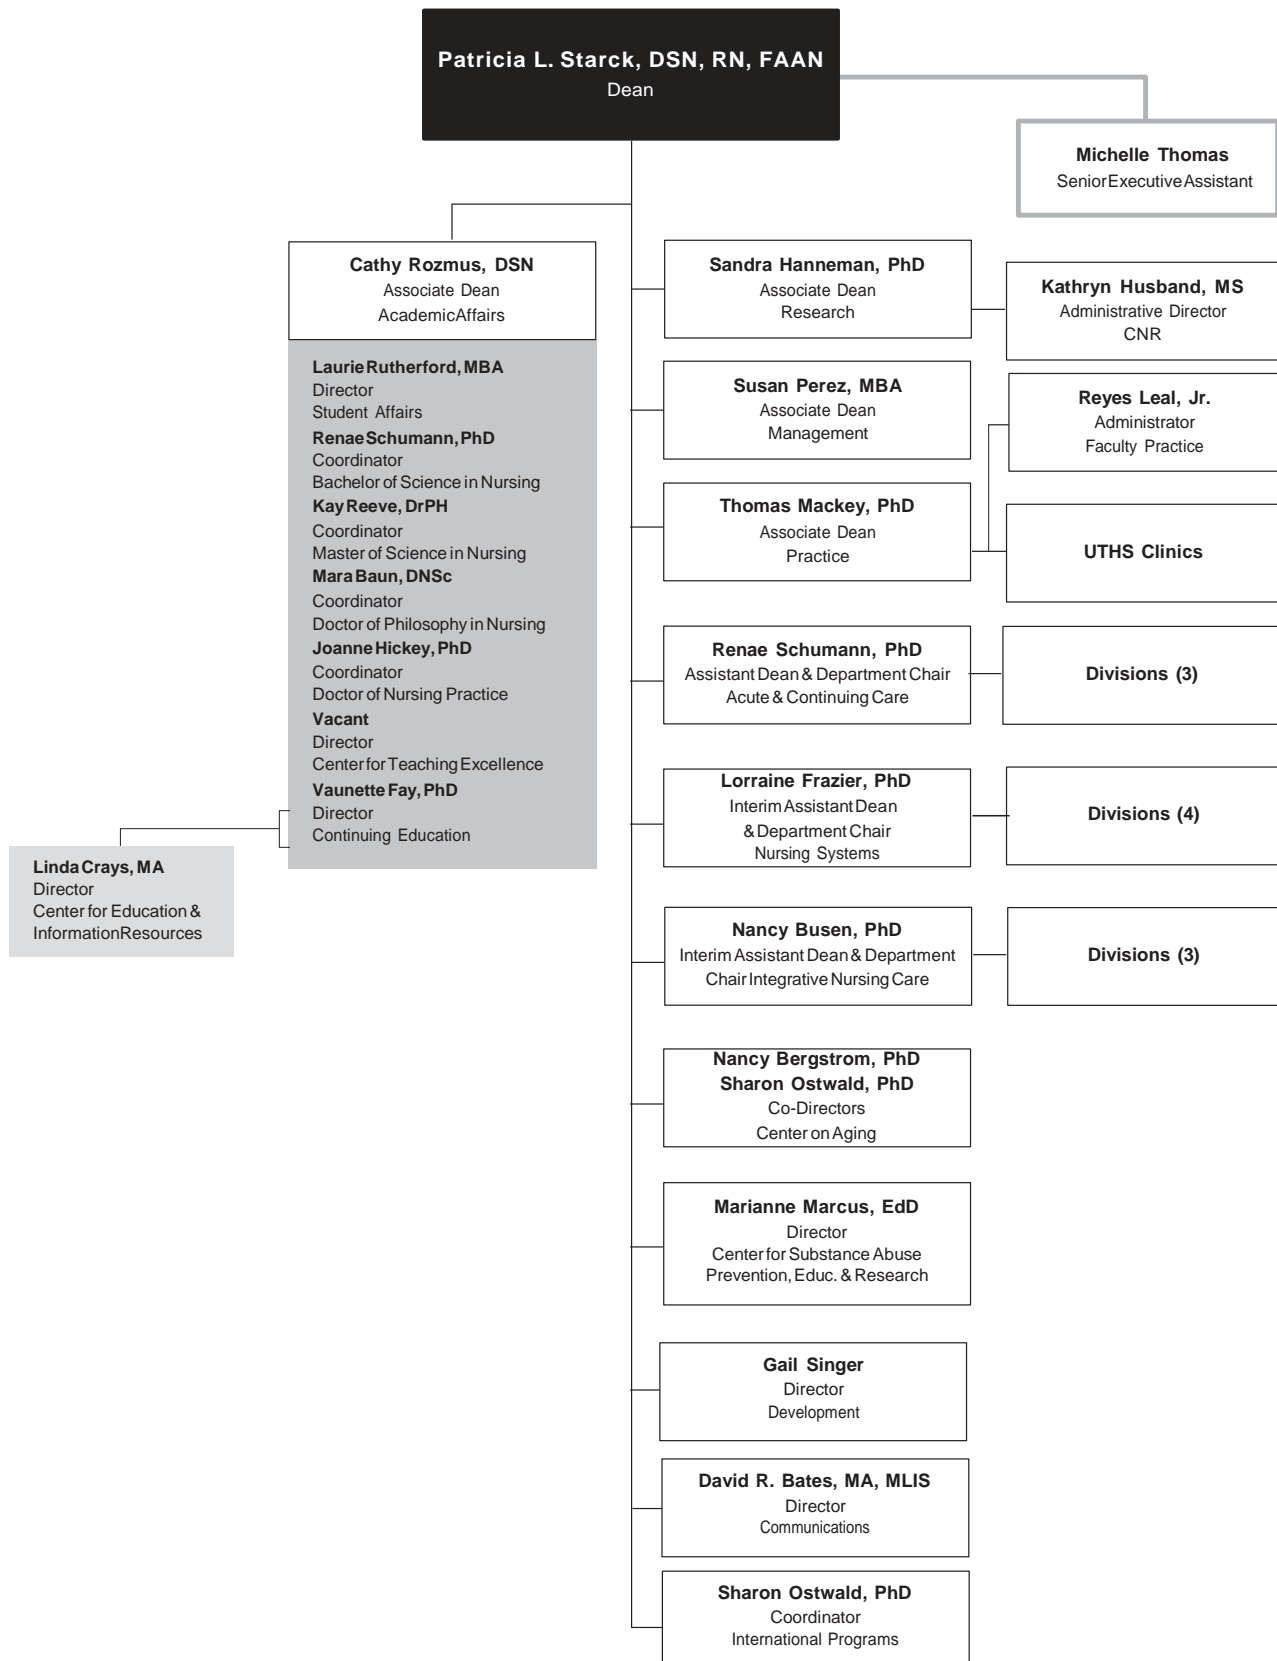 Patricia L. Starck, DSN, RN, FAAN
Dean
Michelle Thomas
Senior Executive Assistant
Cathy Rozmus, DSN
Associate Dean
Academic Affairs
Laurie Rutherford, MBA
Director
Student Affairs
Renae Schumann, PhD
Coordinator
Bachelor of Science in Nursing
Kay Reeve, DrPH
Coordinator
Master of Science in Nursing
Mara Baun, DNSc
Coordinator
Doctor of Philosophy in Nursing
Joanne Hickey, PhD
Coordinator
Doctor of Nursing Practice
Vacant
Director
Center for Teaching Excellence
Vaunette Fay, PhD
Director
Continuing Education
Linda Crays, MA
Director
Center for Education &
Information Resources
Sandra Hanneman, PhD
Associate Dean
Research
Kathryn Husband, MS
Administrative Director
CNR
Susan Perez, MBA
Associate Dean
Management
Reyes Leal, Jr.
Administrator
Faculty Practice
Thomas Mackey, PhD
Associate Dean
Practice
UTHS Clinics
Renae Schumann, PhD
Assistant Dean & Department Chair
Acute & Continuing Care
Divisions (3)
Lorraine Frazier, PhD
Interim Assistant Dean
& Department Chair
Nursing Systems
Divisions (4)
Nancy Busen, PhD
Interim Assistant Dean & Department
Chair Integrative Nursing Care
Divisions (3)
Nancy Bergstrom, PhD
Sharon Ostwald, PhD
Co-Directors
Center on Aging
Marianne Marcus, EdD
Director
Center for Substance Abuse
Prevention, Educ. & Research
Gail Singer
Director
Development
David R. Bates, MA, MLIS
Director
Communications
Sharon Ostwald, PhD
Coordinator
International Programs